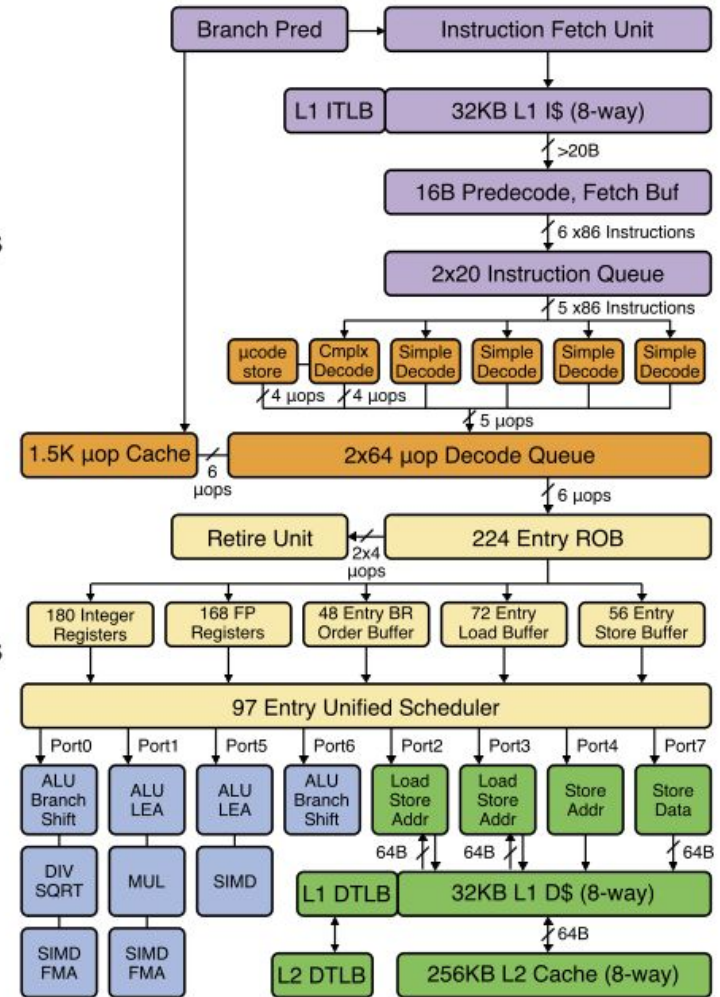 Branch Pred
Instruction Fetch Unit
L1 ITLB
32KB L1 I$ (8-way)
>20B
16B Predecode, Fetch Buf
6 x86 Instructions
2x20 Instruction Queue
5 x86 Instructions
µcode
store
Cmplx
Decode
Simple
Decode
Simple
Decode
Simple
Decode
Simple
Decode
4 µops
4 µops
5 µops
1.5K µop Cache
6
µops
2x64 µop Decode Queue
6 µops
Retire Unit
2x4
µops
224 Entry ROB
180 Integer
Registers
168 FP
Registers
48 Entry BR
Order Buffer
72 Entry
Load Buffer
56 Entry
Store Buffer
s
s
97 Entry Unified Scheduler
Port0
Port1
Port5
Port6
Port2
Port3
Port4
Port7
ALU
Branch
Shift
ALU
LEA
ALU
LEA
ALU
Branch
Shift
Load
Store
Addr
Load
Store
Addr
Store
Addr
Store
Data
64B
64B
64B
DIV
SQRT
MUL
SIMD
L1 DTLB
32KB L1 D$ (8-way)
64B
SIMD
FMA
SIMD
FMA
L2 DTLB
256KB L2 Cache (8-way)